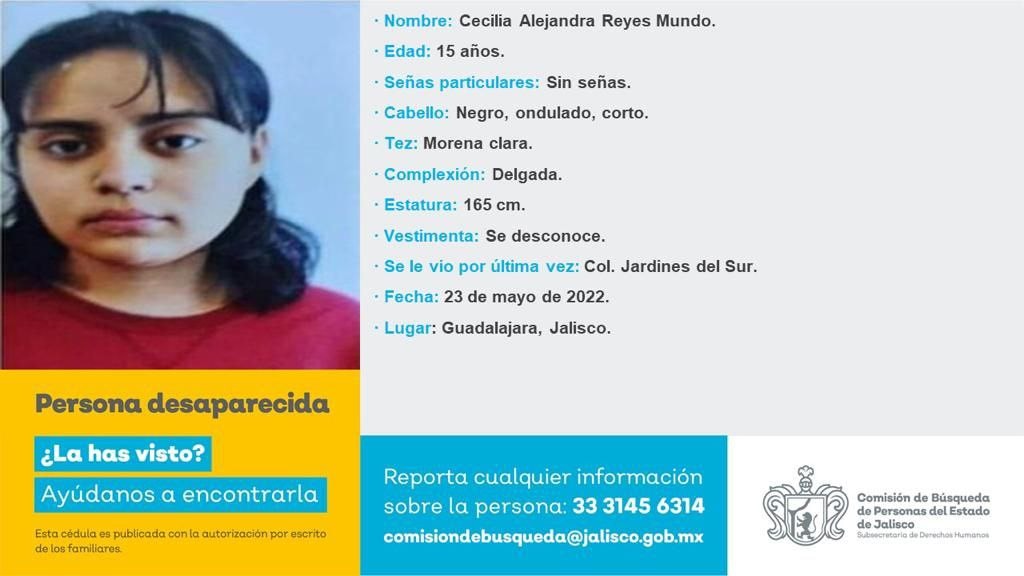 · Nombre: Cecilia Alejandra Reyes Mundo.
· Edad: 15 años.
· Señas particulares: Sin señas.
· Cabello: Negro, ondulado, corto.
· Tez: Morena clara.
· Complexión: Delgada.
· Estatura: 165 cm.
· Vestimenta: Se desconoce.
· Se le vio por última vez: Col. Jardines del Sur.
· Fecha: 23 de mayo de 2022.
· Lugar: Guadalajara, Jalisco.
Persona desaparecida
¿La has visto?
Ayúdanos a encontrarla
Esta cédula es publicada con la autorización por escrito
de los familiares.
Reporta cualquier información
sobre la persona: 33 3145 6314
comisiondebusqueda@jalisco.gob.mx
Comisión de Búsqueda
de Personas del Estado
de Jalisco
Subsecretaría de Derechos Humanos